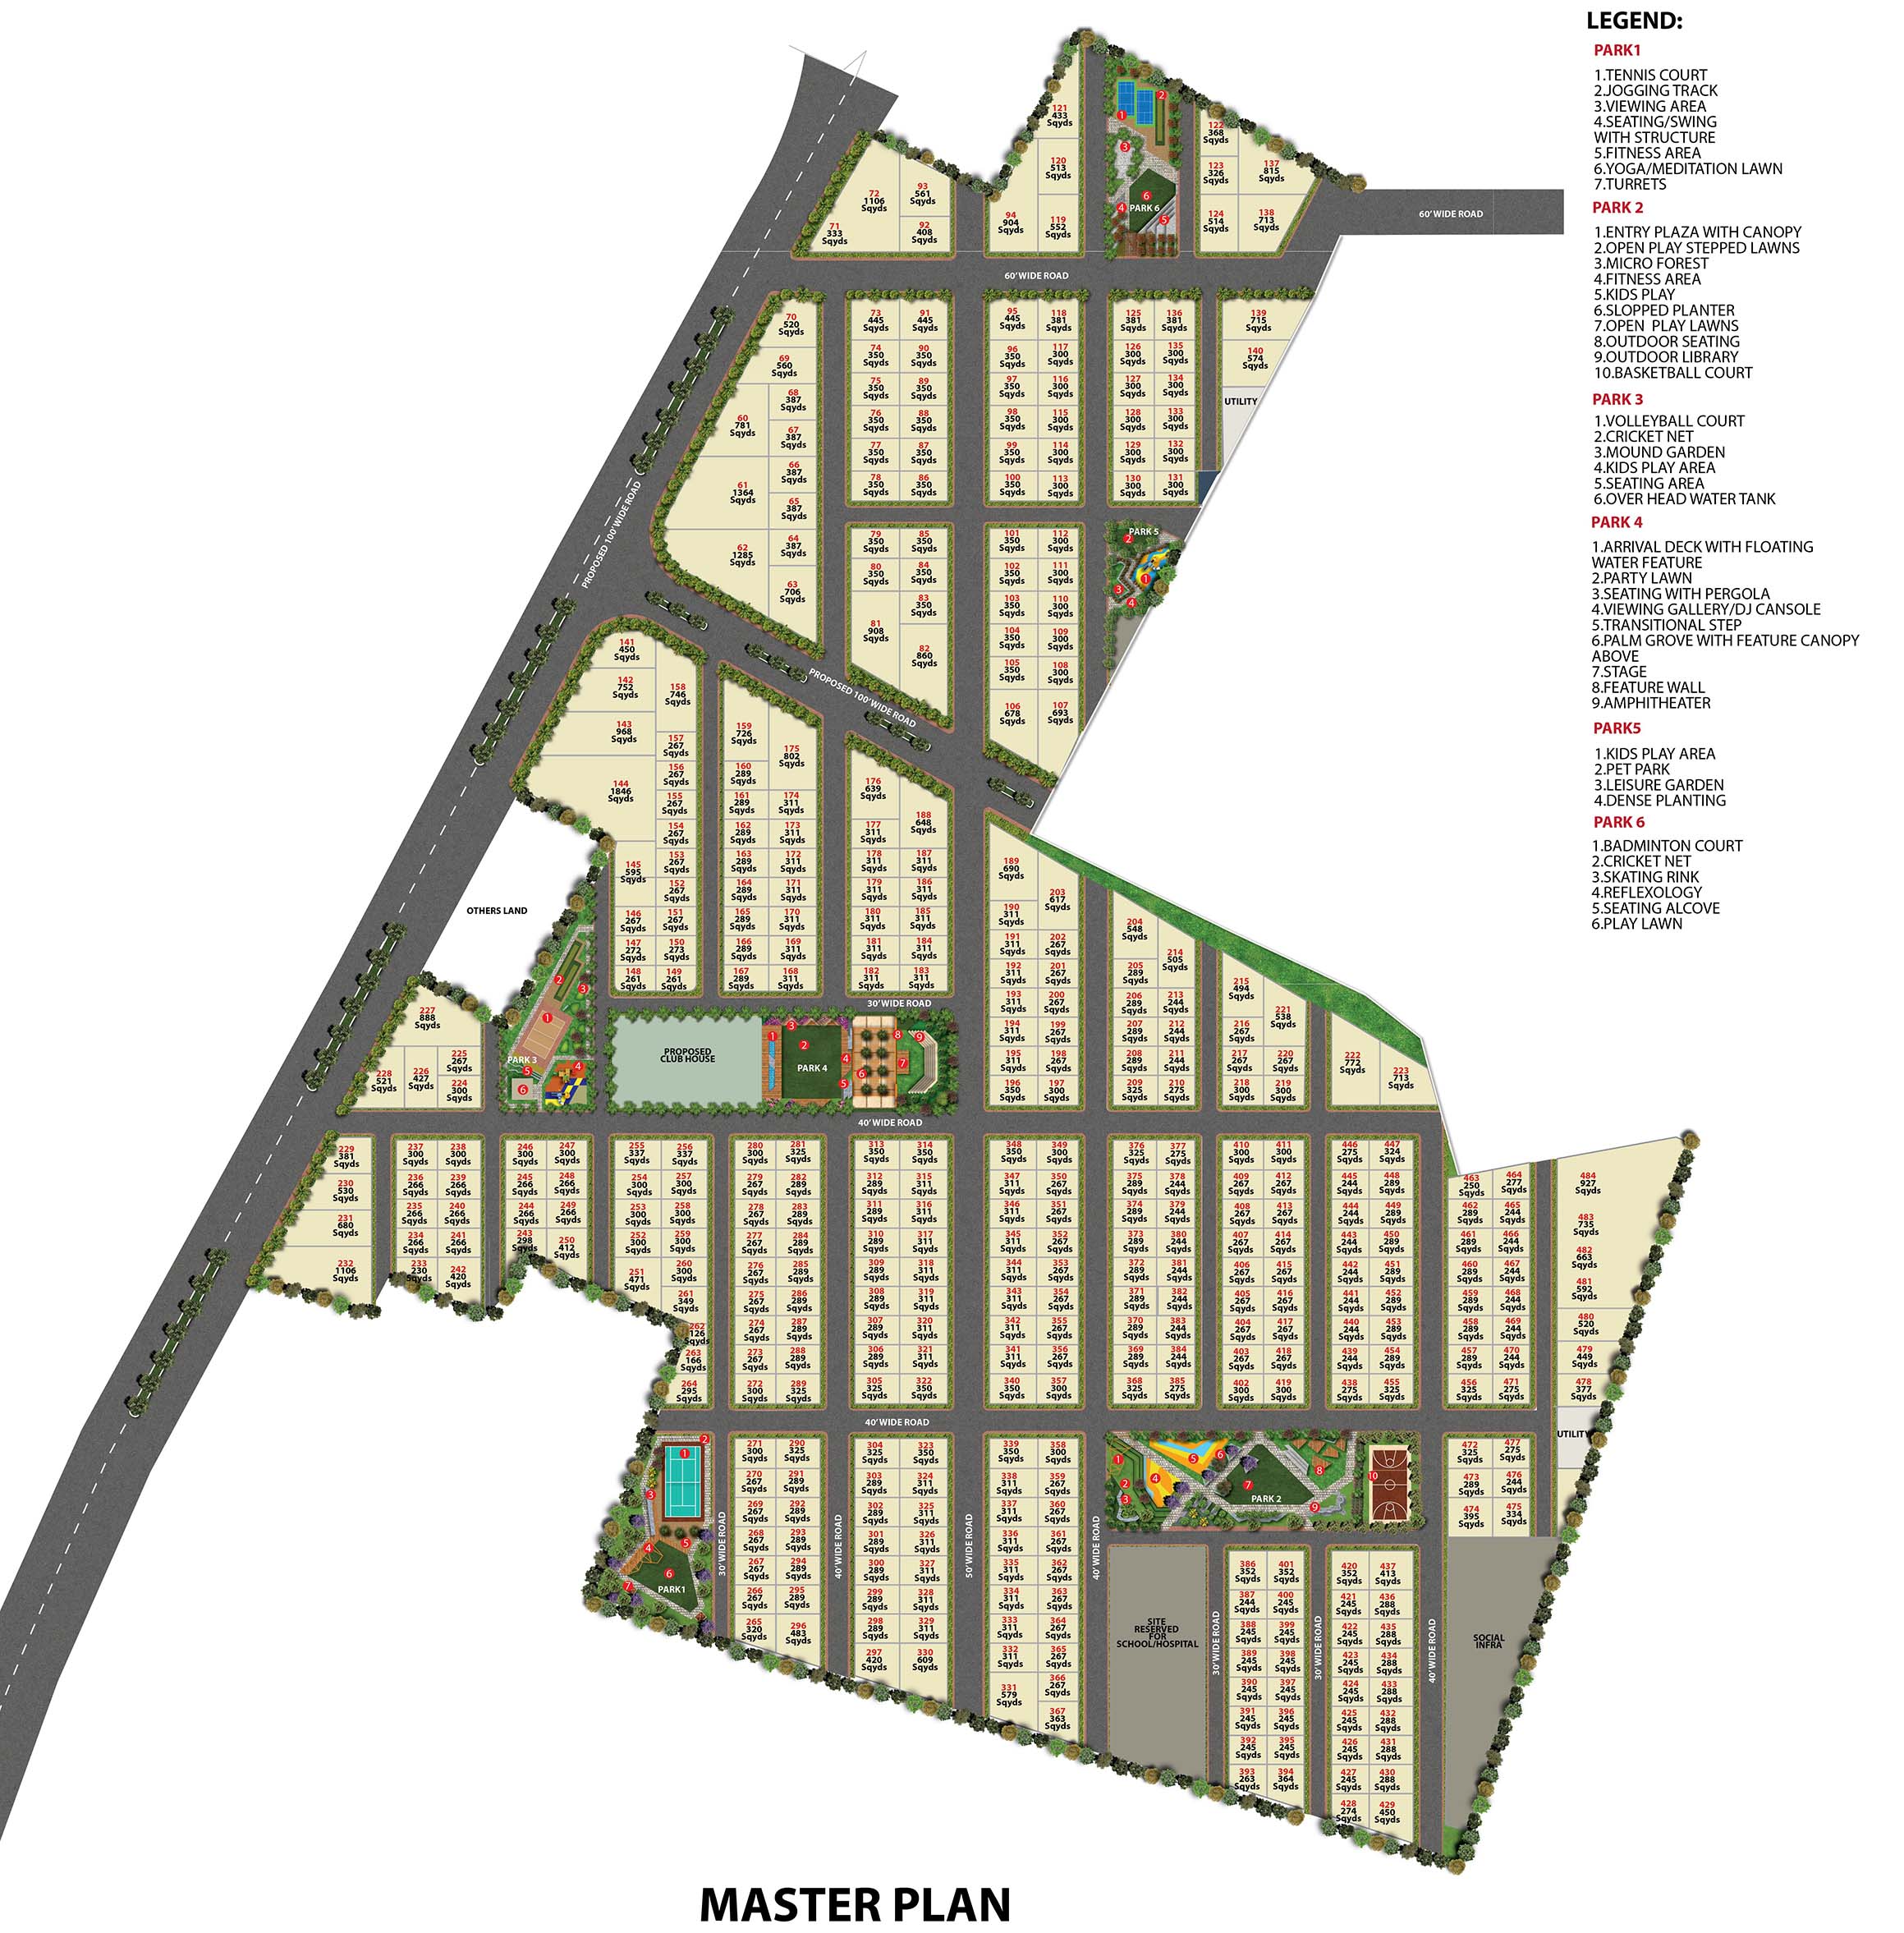 LEGEND:
PARK1
1.TENNIS COURT
2.JOGGING TRACK
3.VIEWING AREA
4.SEATING/SWING
WITH STRUCTURE
5.FITNESS AREA
6.YOGA/MEDITATION LAWN
7.TURRETS
PARK 2
1.ENTRY PLAZA WITH CANOPY
2.OPEN PLAY STEPPED LAWNS
3.MICRO FOREST
4.FITNESS AREA
5.KIDS PLAY
6.SLOPPED PLANTER
7.OPEN PLAY LAWNS
8.OUTDOOR SEATING
9.OUTDOOR LIBRARY
10.BASKETBALL COURT
PARK 3
1.VOLLEYBALL COURT
2.CRICKET NET
3.MOUND GARDEN
4.KIDS PLAY AREA
5.SEATING AREA
6.OVER HEAD WATER TANK
PARK 4
1.ARRIVAL DECK WITH FLOATING
WATER FEATURE
2.PARTY LAWN
3.SEATING WITH PERGOLA
4.VIEWING GALLERY/DJ CANSOLE
5.TRANSITIONAL STEP
6.PALM GROVE WITH FEATURE CANOPY
ABOVE
7.STAGE
8.FEATURE WALL
9.AMPHITHEATER
PARK5
1.KIDS PLAY AREA
2.PET PARK
3.LEISURE GARDEN
4.DENSE PLANTING
PARK 6
1.BADMINTON COURT
2.CRICKET NET
3.SKATING RINK
4.REFLEXOLOGY
5.SEATING ALCOVE
6.PLAY LAWN
121 433 Sqyds
120 513 Sqyds
94 904 Sqyds
119 552 Sqyds
72 1106 Sqyds
93 561 Sqyds
71 333 Sqyds
92 408 Sqyds
1 2 3 4 5 6
PARK 6
122 368 Sqyds
123 326 Sqyds
137 815 Sqyds
124 514 Sqyds
138 713 Sqyds
60' WIDE ROAD
60' WIDE ROAD
70 520 Sqyds
69 560 Sqyds
68 387 Sqyds
60 781 Sqyds
67 387 Sqyds
66 387 Sqyds
61 1364 Sqyds
65 387 Sqyds
64 387 Sqyds
62 1285 Sqyds
63 706 Sqyds
73 445 Sqyds
91 445 Sqyds
74 350 Sqyds
90 350 Sqyds
75 350 Sqyds
89 350 Sqyds
76 350 Sqyds
88 350 Sqyds
77 350 Sqyds
87 350 Sqyds
78 350 Sqyds
86 350 Sqyds
79 350 Sqyds
85 350 Sqyds
80 350 Sqyds
84 350 Sqyds
83 350 Sqyds
81 908 Sqyds
82 860 Sqyds
95 445 Sqyds
118 381 Sqyds
96 350 Sqyds
117 300 Sqyds
97 350 Sqyds
116 300 Sqyds
98 350 Sqyds
115 300 Sqyds
99 350 Sqyds
114 300 Sqyds
100 350 Sqyds
113 300 Sqyds
101 350 Sqyds
112 300 Sqyds
102 350 Sqyds
111 300 Sqyds
103 350 Sqyds
110 300 Sqyds
104 350 Sqyds
109 300 Sqyds
105 350 Sqyds
108 300 Sqyds
106 678 Sqyds
107 693 Sqyds
125 381 Sqyds
136 381 Sqyds
126 300 Sqyds
135 300 Sqyds
127 300 Sqyds
134 300 Sqyds
128 300 Sqyds
133 300 Sqyds
129 300 Sqyds
132 300 Sqyds
130 300 Sqyds
131 300 Sqyds
139 715 Sqyds
140 574 Sqyds
UTILITY
PARK 5
2 1 3 4
PROPOSED 100' WIDE ROAD
PROPOSED 100' WIDE ROAD
141 450 Sqyds
142 752 Sqyds
158 746 Sqyds
143 968 Sqyds
157 267 Sqyds
156 267 Sqyds
144 1846 Sqyds
155 267 Sqyds
154 267 Sqyds
153 267 Sqyds
145 595 Sqyds
152 267 Sqyds
146 267 Sqyds
151 267 Sqyds
147 272 Sqyds
150 273 Sqyds
148 261 Sqyds
149 261 Sqyds
159 726 Sqyds
175 802 Sqyds
160 289 Sqyds
161 289 Sqyds
174 311 Sqyds
162 289 Sqyds
173 311 Sqyds
163 289 Sqyds
172 311 Sqyds
164 289 Sqyds
171 311 Sqyds
165 289 Sqyds
170 311 Sqyds
166 289 Sqyds
169 311 Sqyds
167 289 Sqyds
168 311 Sqyds
176 639 Sqyds
188 648 Sqyds
177 311 Sqyds
178 311 Sqyds
187 311 Sqyds
179 311 Sqyds
186 311 Sqyds
180 311 Sqyds
185 311 Sqyds
181 311 Sqyds
184 311 Sqyds
182 311 Sqyds
183 311 Sqyds
189 690 Sqyds
203 617 Sqyds
190 311 Sqyds
191 311 Sqyds
202 267 Sqyds
192 311 Sqyds
201 267 Sqyds
193 311 Sqyds
200 267 Sqyds
194 311 Sqyds
199 267 Sqyds
195 311 Sqyds
198 267 Sqyds
196 350 Sqyds
197 300 Sqyds
204 548 Sqyds
214 505 Sqyds
205 289 Sqyds
206 289 Sqyds
213 244 Sqyds
207 289 Sqyds
212 244 Sqyds
208 289 Sqyds
211 244 Sqyds
209 325 Sqyds
210 275 Sqyds
215 494 Sqyds
221 538 Sqyds
216 267 Sqyds
217 267 Sqyds
220 267 Sqyds
218 300 Sqyds
219 300 Sqyds
222 772 Sqyds
223 713 Sqyds
OTHERS LAND
227 888 Sqyds
225 267 Sqyds
228 521 Sqyds
226 427 Sqyds
224 300 Sqyds
2 3 1
PARK 3
5 4 6
30' WIDE ROAD
PROPOSED
CLUB HOUSE
1 3 2
PARK 4
4 5 6 8 9 7
40' WIDE ROAD
229 381 Sqyds
230 530 Sqyds
231 680 Sqyds
232 1106 Sqyds
237 300 Sqyds
238 300 Sqyds
236 266 Sqyds
239 266 Sqyds
235 266 Sqyds
240 266 Sqyds
234 266 Sqyds
241 266 Sqyds
233 230 Sqyds
242 420 Sqyds
246 300 Sqyds
247 300 Sqyds
245 266 Sqyds
248 266 Sqyds
244 266 Sqyds
249 266 Sqyds
243 298 Sqyds
250 412 Sqyds
255 337 Sqyds
256 337 Sqyds
254 300 Sqyds
257 300 Sqyds
253 300 Sqyds
258 300 Sqyds
252 300 Sqyds
259 300 Sqyds
251 471 Sqyds
260 300 Sqyds
261 349 Sqyds
262 126 Sqyds
263 166 Sqyds
264 295 Sqyds
280 300 Sqyds
281 325 Sqyds
279 267 Sqyds
282 289 Sqyds
278 267 Sqyds
283 289 Sqyds
277 267 Sqyds
284 289 Sqyds
276 267 Sqyds
285 289 Sqyds
275 267 Sqyds
286 289 Sqyds
274 267 Sqyds
287 289 Sqyds
273 267 Sqyds
288 289 Sqyds
272 300 Sqyds
289 325 Sqyds
313 350 Sqyds
314 350 Sqyds
312 289 Sqyds
315 311 Sqyds
311 289 Sqyds
316 311 Sqyds
310 289 Sqyds
317 311 Sqyds
309 289 Sqyds
318 311 Sqyds
308 289 Sqyds
319 311 Sqyds
307 289 Sqyds
320 311 Sqyds
306 289 Sqyds
321 311 Sqyds
305 325 Sqyds
322 350 Sqyds
348 350 Sqyds
349 300 Sqyds
347 311 Sqyds
350 267 Sqyds
346 311 Sqyds
351 267 Sqyds
345 311 Sqyds
352 267 Sqyds
344 311 Sqyds
353 267 Sqyds
343 311 Sqyds
354 267 Sqyds
342 311 Sqyds
355 267 Sqyds
341 311 Sqyds
356 267 Sqyds
340 350 Sqyds
357 300 Sqyds
376 325 Sqyds
377 275 Sqyds
375 289 Sqyds
378 244 Sqyds
374 289 Sqyds
379 244 Sqyds
373 289 Sqyds
380 244 Sqyds
372 289 Sqyds
381 244 Sqyds
371 289 Sqyds
382 244 Sqyds
370 289 Sqyds
383 244 Sqyds
369 289 Sqyds
384 244 Sqyds
368 325 Sqyds
385 275 Sqyds
410 300 Sqyds
411 300 Sqyds
409 267 Sqyds
412 267 Sqyds
408 267 Sqyds
413 267 Sqyds
407 267 Sqyds
414 267 Sqyds
406 267 Sqyds
415 267 Sqyds
405 267 Sqyds
416 267 Sqyds
404 267 Sqyds
417 267 Sqyds
403 267 Sqyds
418 267 Sqyds
402 300 Sqyds
419 300 Sqyds
446 275 Sqyds
447 324 Sqyds
445 244 Sqyds
448 289 Sqyds
444 244 Sqyds
449 289 Sqyds
443 244 Sqyds
450 289 Sqyds
442 244 Sqyds
451 289 Sqyds
441 244 Sqyds
452 289 Sqyds
440 244 Sqyds
453 289 Sqyds
439 244 Sqyds
454 289 Sqyds
438 275 Sqyds
455 325 Sqyds
463 250 Sqyds
464 277 Sqyds
462 289 Sqyds
465 244 Sqyds
461 289 Sqyds
466 244 Sqyds
460 289 Sqyds
467 244 Sqyds
459 289 Sqyds
468 244 Sqyds
458 289 Sqyds
469 244 Sqyds
457 289 Sqyds
470 244 Sqyds
456 325 Sqyds
471 275 Sqyds
484 927 Sqyds
483 735 Sqyds
482 663 Sqyds
481 592 Sqyds
480 520 Sqyds
479 449 Sqyds
478 377 Sqyds
UTILITY
40' WIDE ROAD
2 1 3 4 5 6 7
PARK1
30' WIDE ROAD
271 300 Sqyds
290 325 Sqyds
270 267 Sqyds
291 289 Sqyds
269 267 Sqyds
292 289 Sqyds
268 267 Sqyds
293 289 Sqyds
267 267 Sqyds
294 289 Sqyds
266 267 Sqyds
295 289 Sqyds
265 320 Sqyds
296 483 Sqyds
40' WIDE ROAD
304 325 Sqyds
323 350 Sqyds
303 289 Sqyds
324 311 Sqyds
302 289 Sqyds
325 311 Sqyds
301 289 Sqyds
326 311 Sqyds
300 289 Sqyds
327 311 Sqyds
299 289 Sqyds
328 311 Sqyds
298 289 Sqyds
329 311 Sqyds
297 420 Sqyds
330 609 Sqyds
50' WIDE ROAD
339 350 Sqyds
358 300 Sqyds
338 311 Sqyds
359 267 Sqyds
337 311 Sqyds
360 267 Sqyds
336 311 Sqyds
361 267 Sqyds
335 311 Sqyds
362 267 Sqyds
334 311 Sqyds
363 267 Sqyds
333 311 Sqyds
364 267 Sqyds
332 311 Sqyds
365 267 Sqyds
331 579 Sqyds
366 267 Sqyds
367 363 Sqyds
40' WIDE ROAD
1 2 3 4 5 6 7 8 9 10
PARK 2
SITE
RESERVED
FOR
SCHOOL/HOSPITAL
30' WIDE ROAD
386 352 Sqyds
401 352 Sqyds
387 244 Sqyds
400 245 Sqyds
388 245 Sqyds
399 245 Sqyds
389 245 Sqyds
398 245 Sqyds
390 245 Sqyds
397 245 Sqyds
391 245 Sqyds
396 245 Sqyds
392 245 Sqyds
395 245 Sqyds
393 263 Sqyds
394 364 Sqyds
30' WIDE ROAD
420 352 Sqyds
437 413 Sqyds
421 245 Sqyds
436 288 Sqyds
422 245 Sqyds
435 288 Sqyds
423 245 Sqyds
434 288 Sqyds
424 245 Sqyds
433 288 Sqyds
425 245 Sqyds
432 288 Sqyds
426 245 Sqyds
431 288 Sqyds
427 245 Sqyds
430 288 Sqyds
428 274 Sqyds
429 450 Sqyds
40' WIDE ROAD
472 325 Sqyds
477 275 Sqyds
473 289 Sqyds
476 244 Sqyds
474 395 Sqyds
475 334 Sqyds
SOCIAL
INFRA
MASTER PLAN